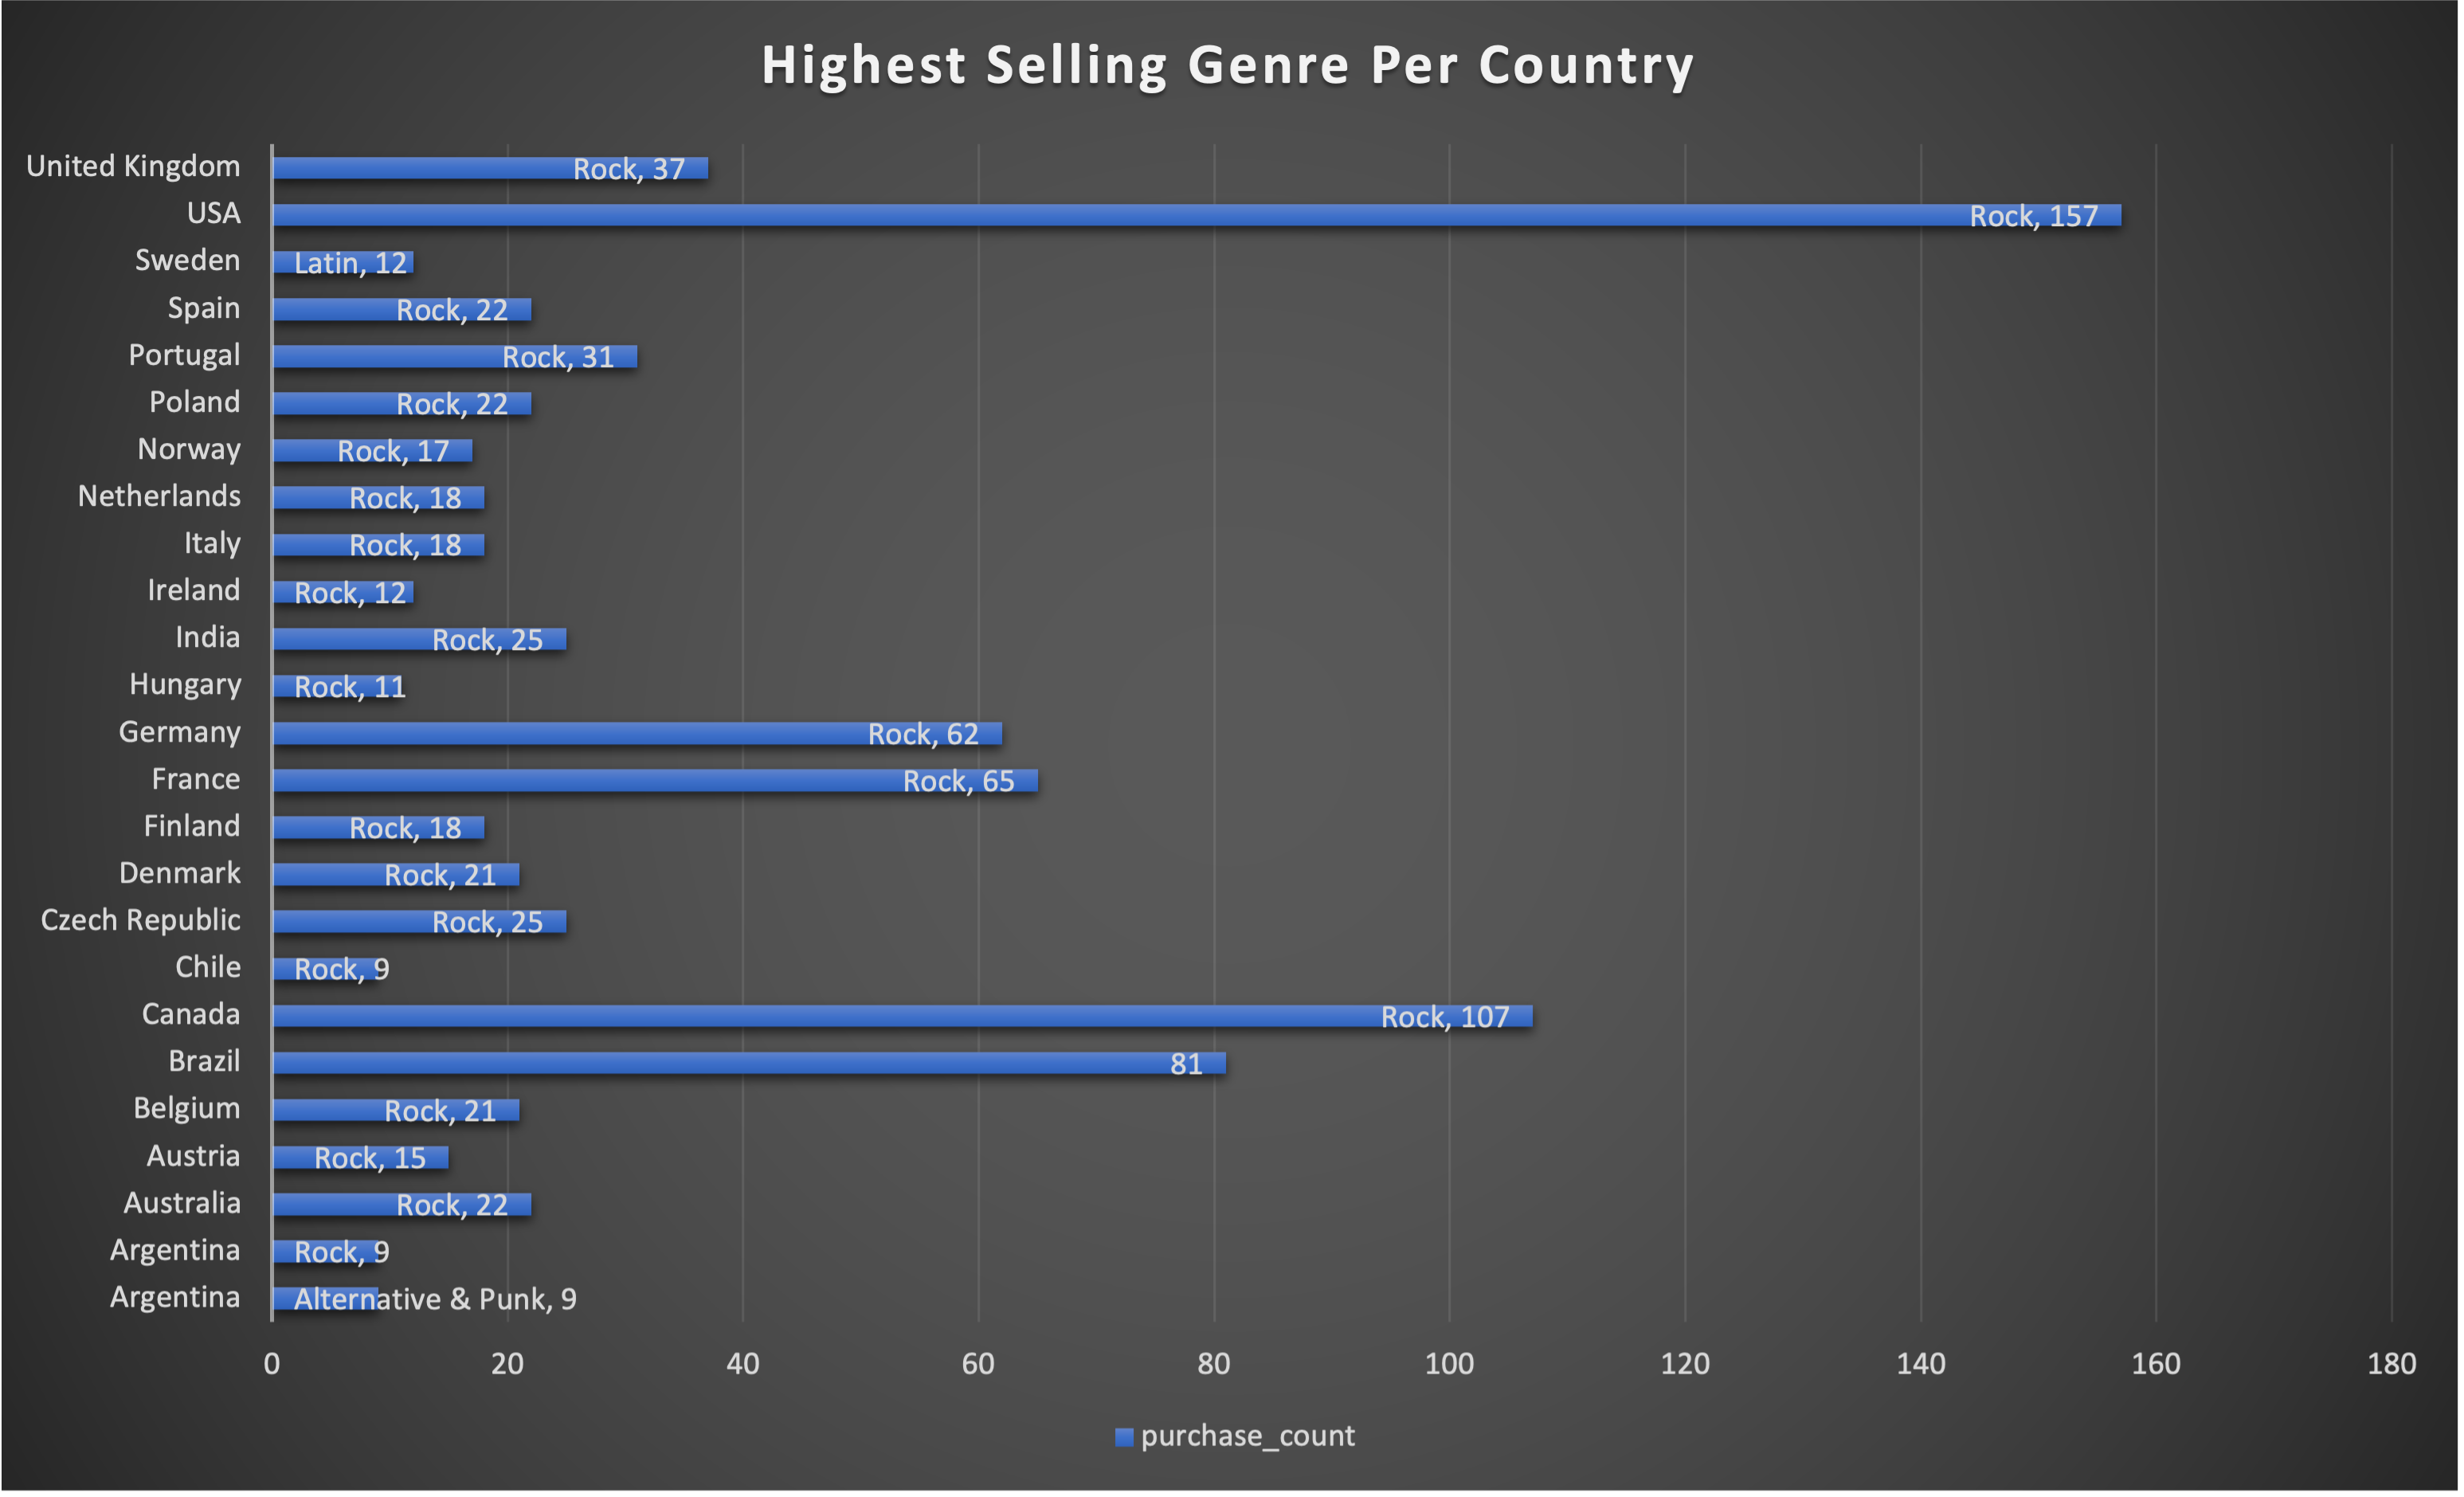 Highest Selling Genre Per Country
United Kingdom Rock, 37
USA Rock, 157
Sweden Latin, 12
Spain Rock, 22
Portugal Rock, 31
Poland Rock, 22
Norway Rock, 17
Netherlands Rock, 18
Italy Rock, 18
Ireland Rock, 12
India Rock, 25
Hungary Rock, 11
Germany Rock, 62
France Rock, 65
Finland Rock, 18
Denmark Rock, 21
Czech Republic Rock, 25
Chile Rock, 9
Canada Rock, 107
Brazil 81
Belgium Rock, 21
Austria Rock, 15
Australia Rock, 22
Argentina Rock, 9
Argentina Alternative & Punk, 9
0 20 40 60 80 100 120 140 160 180
purchase_count